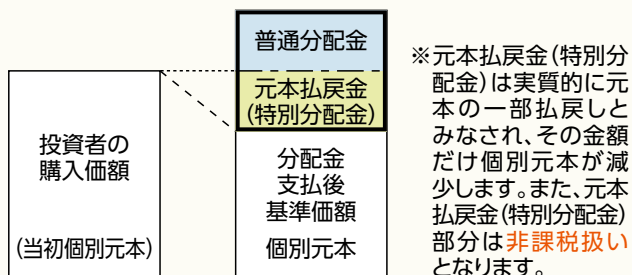 投資者の
購入価額
(当初個別元本)
普通分配金
元本払戻金
(特別分配金)
分配金
支払後
基準価額
個別元本
※元本払戻金(特別分
配金)は実質的に元
本の一部払戻しと
みなされ、その金額
だけ個別元本が減
少します。また、元本
払戻金(特別分配金)
部分は非課税扱い
となります。